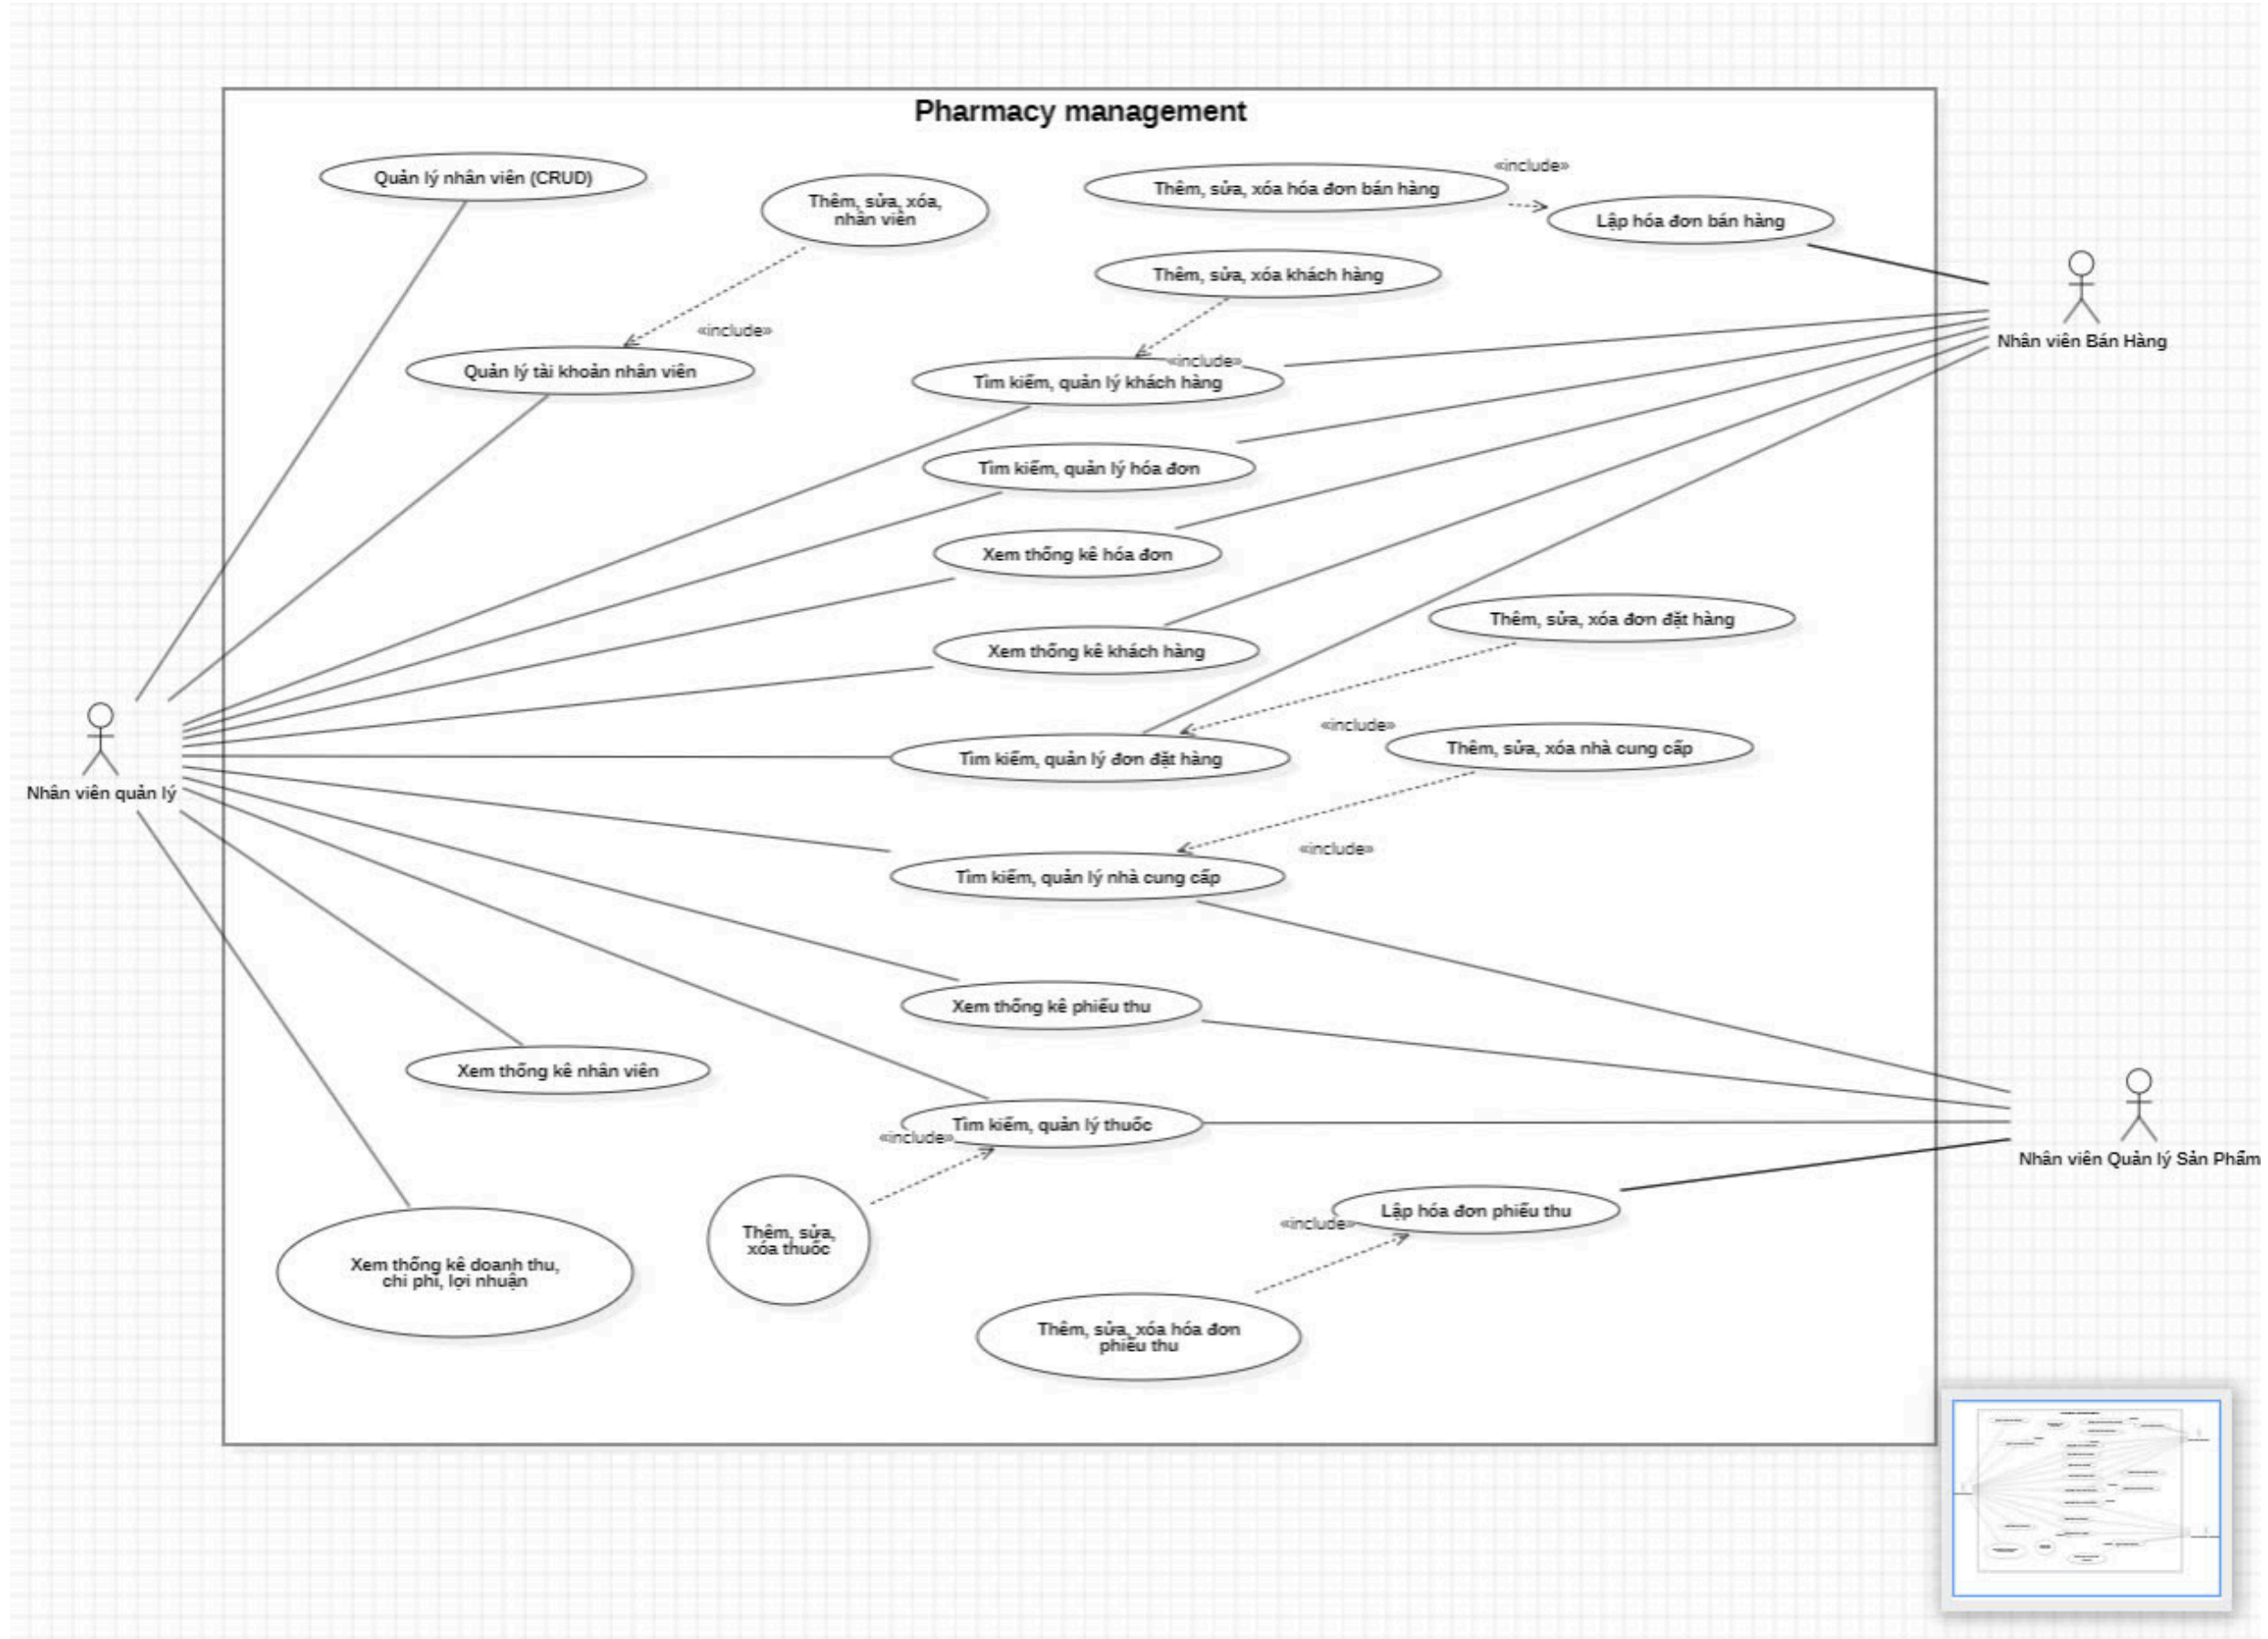 Pharmacy management
Quản lý nhân viên (CRUD)
Thêm, sửa, xóa,
nhân viên
Thêm, sửa, xóa hóa đơn bán hàng
«include»
Lập hóa đơn bán hàng
Thêm, sửa, xóa khách hàng
«include»
Quản lý tài khoản nhân viên
«include»
Tìm kiếm, quản lý khách hàng
Nhân viên Bán Hàng
Tìm kiếm, quản lý hóa đơn
Xem thống kê hóa đơn
Xem thống kê khách hàng
Thêm, sửa, xóa đơn đặt hàng
«include»
Tìm kiếm, quản lý đơn đặt hàng
Thêm, sửa, xóa nhà cung cấp
Nhân viên quản lý
«include»
Tìm kiếm, quản lý nhà cung cấp
Xem thống kê phiếu thu
Xem thống kê nhân viên
Tìm kiếm, quản lý thuốc
«include»
Nhân viên Quản lý Sản Phẩm
Lập hóa đơn phiếu thu
«include»
Thêm, sửa,
xóa thuốc
Xem thống kê doanh thu,
chi phí, lợi nhuận
Thêm, sửa, xóa hóa đơn
phiếu thu